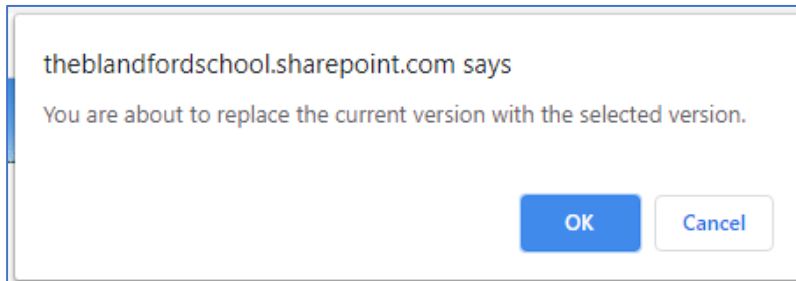 theblandfordschool.sharepoint.com says
You are about to replace the current version with the selected version.
OK Cancel